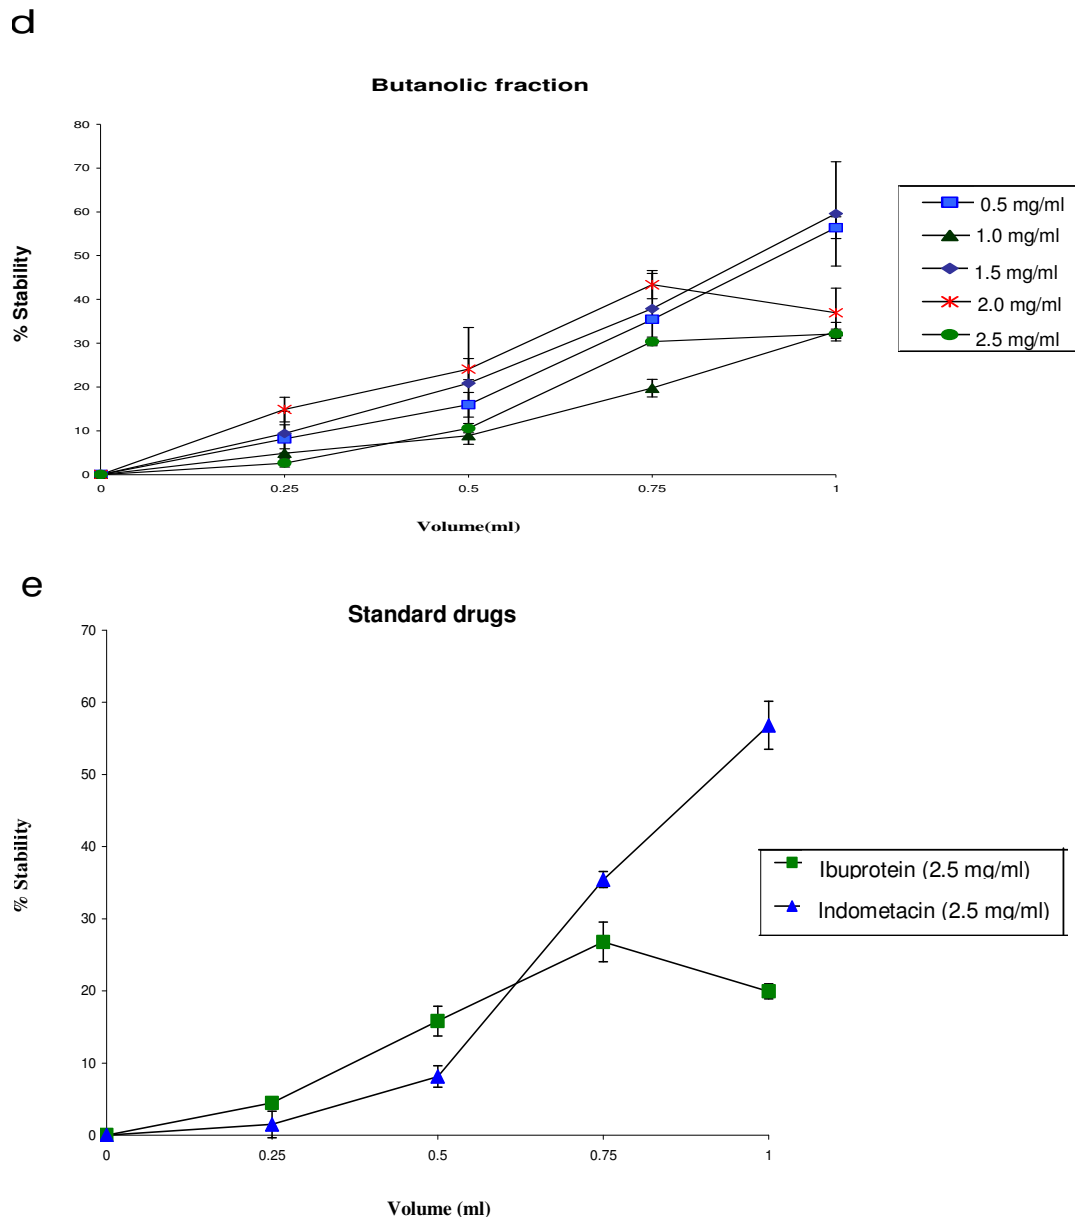 d
Butanolic fraction
80
70
60
50
40
30
20
10
0
% Stability
0 0.25 0.5 0.75 1
Volume(ml)
0.5 mg/ml
1.0 mg/ml
1.5 mg/ml
2.0 mg/ml
2.5 mg/ml
e
Standard drugs
70
60
50
40
30
20
10
0
% Stability
0 0.25 0.5 0.75 1
Volume (ml)
Ibuprotein (2.5 mg/ml)
Indometacin (2.5 mg/ml)